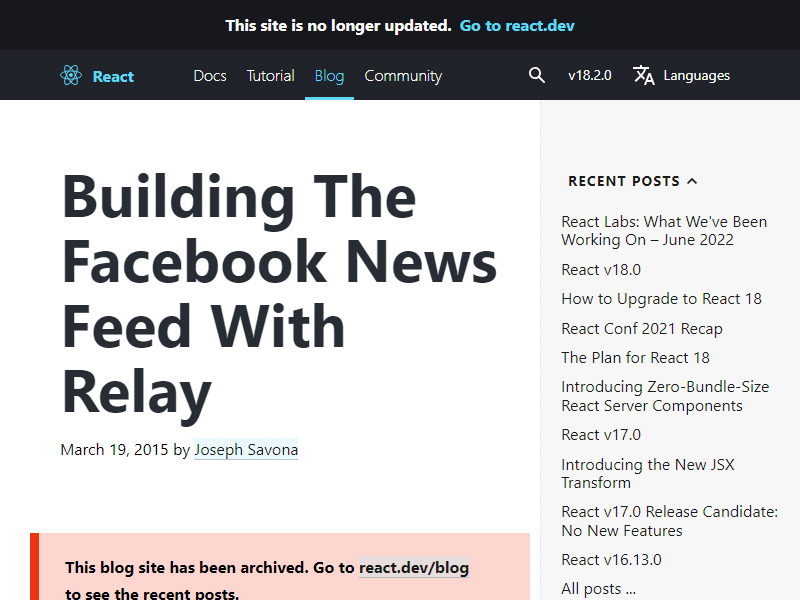 This site is no longer updated. Go to react.dev
React Docs Tutorial Blog Community v18.2.0 Languages
Building The
Facebook News
Feed With
Relay
March 19, 2015 by Joseph Savona
This blog site has been archived. Go to react.dev/blog
to see the recent posts.
RECENT POSTS
React Labs: What We've Been
Working On – June 2022
React v18.0
How to Upgrade to React 18
React Conf 2021 Recap
The Plan for React 18
Introducing Zero-Bundle-Size
React Server Components
React v17.0
Introducing the New JSX
Transform
React v17.0 Release Candidate:
No New Features
React v16.13.0
All posts ...